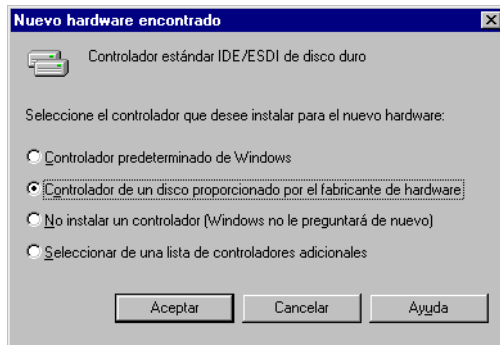 Nuevo hardware encontrado
Controlador estándar IDE/ESDI de disco duro
Seleccione el controlador que desee instalar para el nuevo hardware:
Controlador predeterminado de Windows
Controlador de un disco proporcionado por el fabricante de hardware
No instalar un controlador (Windows no le preguntará de nuevo)
Seleccionar de una lista de controladores adicionales
Aceptar Cancelar Ayuda